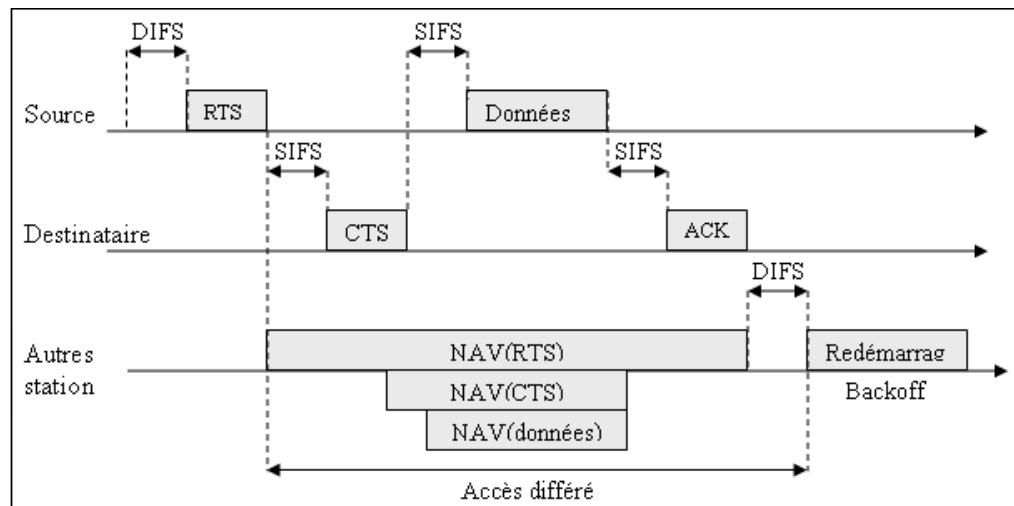 DIFS
SIFS
Source
RTS
Données
SIFS
SIFS
Destinataire
CTS
ACK
DIFS
Autres
station
NAV(RTS)
Redémarrag
NAV(CTS)
Backoff
NAV(données)
Accès différé